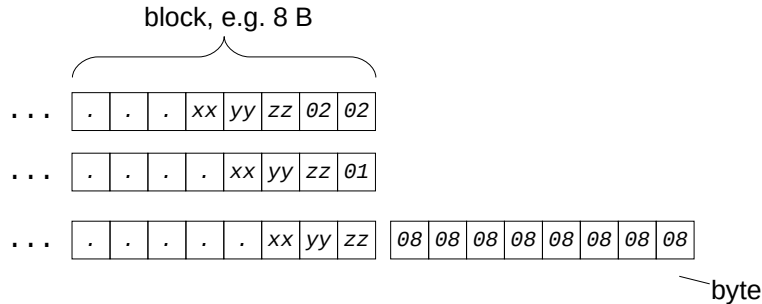 block, e.g. 8 B
... . . . xx yy zz 02 02
... . . . . xx yy zz 01
... . . . . . xx yy zz 08 08 08 08 08 08 08 08
byte